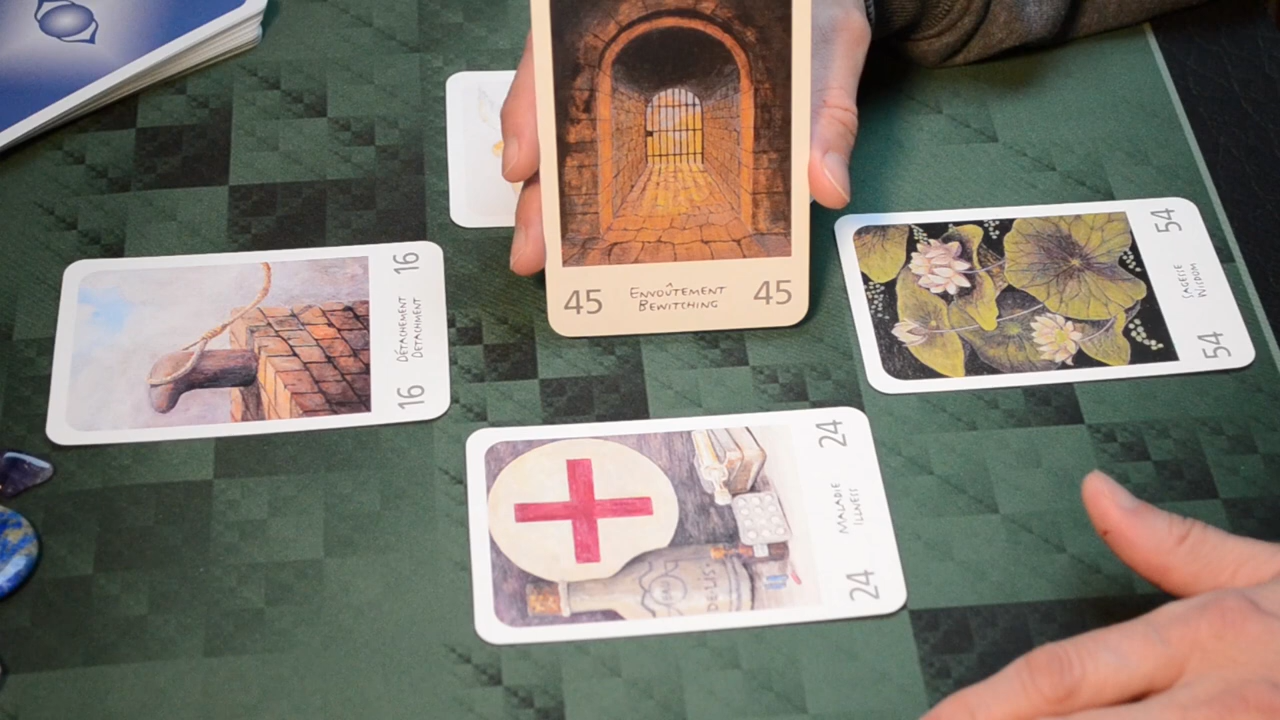 45
ENVOÛTEMENT
BEWITCHING
45
16
DÉTACHEMENT
DETACHMENT
16
54
SAGESSE
WISDOM
54
24
MALADIE
ILLNESS
24